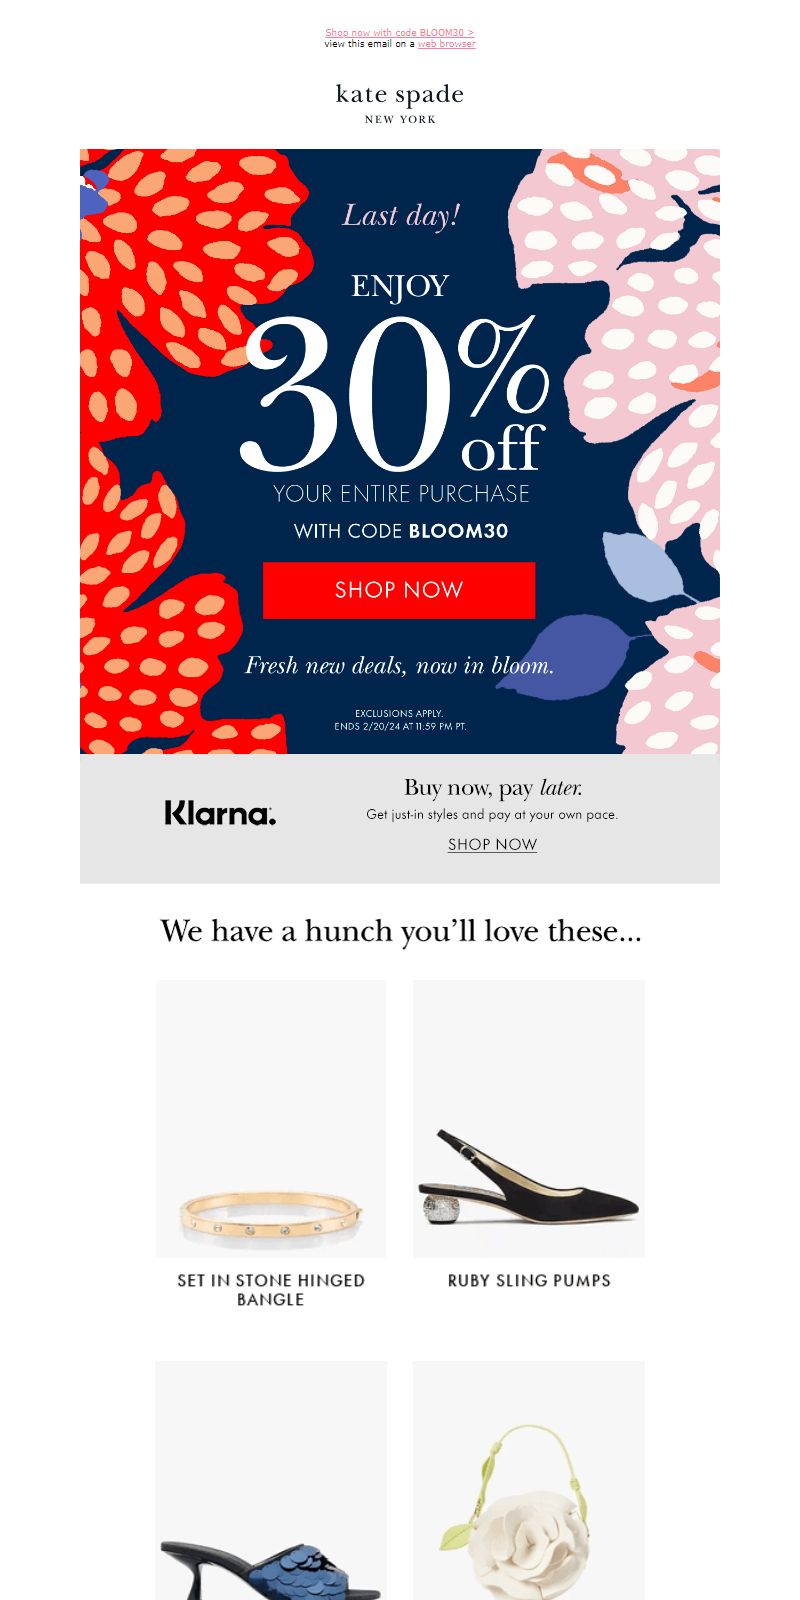 Shop now with code BLOOM30 >
view this email on a web browser
kate spade
NEW YORK
Last day!
ENJOY
30%
off
YOUR ENTIRE PURCHASE
WITH CODE BLOOM30
SHOP NOW
Fresh new deals, now in bloom.
EXCLUSIONS APPLY.
ENDS 2/20/24 AT 11:59 PM PT.
Klarna.
Buy now, pay later.
Get just-in styles and pay at your own pace.
SHOP NOW
We have a hunch you'll love these...
SET IN STONE HINGED
BANGLE
RUBY SLING PUMPS